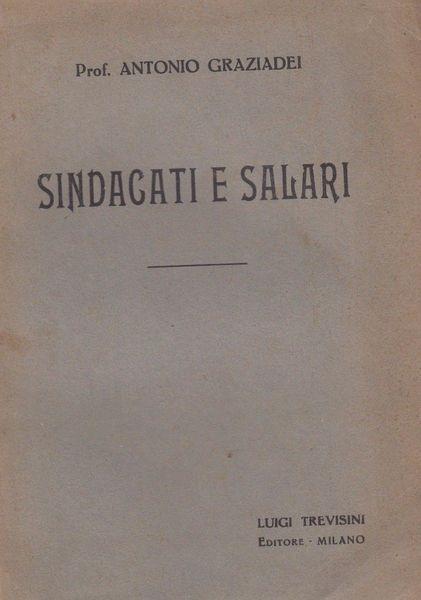 Prof. ANTONIO GRAZIADEI
SINDACATI E SALARI
LUIGI TREVISINI
EDITORE - MILANO